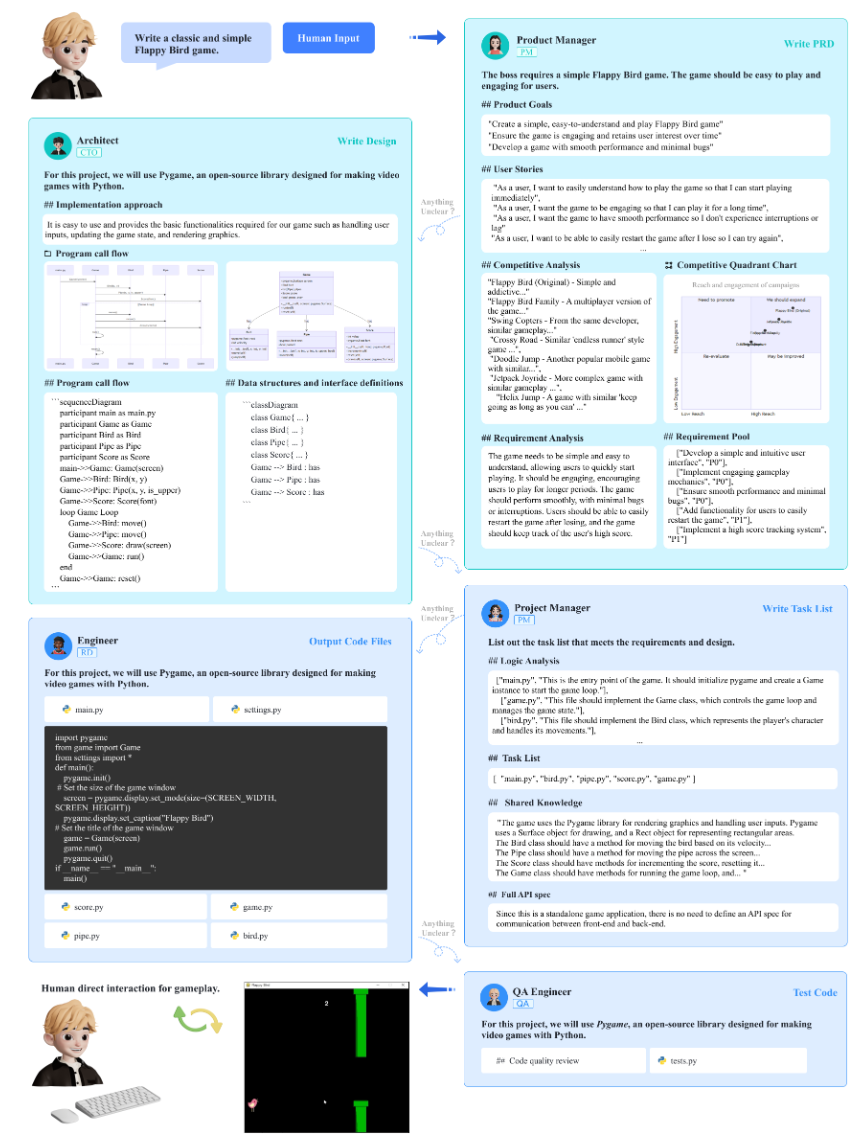 Write a classic and simple
Flappy Bird game.
Human Input
Product Manager
PM
Write PRD
The boss requires a simple Flappy Bird game. The game should be easy to play and
engaging for users.
## Product Goals
"Create a simple, easy-to-understand and play Flappy Bird game"
"Ensure the game is engaging and retains user interest over time"
"Develop a game with smooth performance and minimal bugs"
## User Stories
"As a user, I want to easily understand how to play the game so that I can start playing
immediately",
"As a user, I want the game to be engaging so that I can play it for a long time",
"As a user, I want the game to have smooth performance so I don't experience interruptions or
lag"
"As a user, I want to be able to easily restart the game after I lose so I can try again",
...
## Competitive Analysis
"Flappy Bird (Original) - Simple and
addictive..."
"Flappy Bird Family - A multiplayer version of
the game..."
"Swing Copters - From the same developer,
similar gameplay..."
"Crossy Road - Similar 'endless runner' style
game ...",
"Doodle Jump - Another popular mobile game
with similar...",
"Jetpack Joyride - More complex game with
similar gameplay ...",
"Helix Jump - A game with similar 'keep
going as long as you can' ..."
Competitive Quadrant Chart
Reach and engagement of campaigns
Need to promote
We should expand
Re-evaluate
May be improved
High Engagement
Low Engagement
Low Reach
High Reach
## Requirement Analysis
The game needs to be simple and easy to
understand, allowing users to quickly start
playing. It should be engaging, encouraging
users to play for longer periods. The game
should perform smoothly, with minimal bugs
or interruptions. Users should be able to easily
restart the game after losing, and the game
should keep track of the user's high score.
## Requirement Pool
["Develop a simple and intuitive user
interface", "P0"],
["Implement engaging gameplay
mechanics", "P0"],
["Ensure smooth performance and minimal
bugs", "P0"],
["Add functionality for users to easily
restart the game", "P1"],
["Implement a high score tracking system",
"P1"]
Anything
Unclear ?
Architect
CTO
Write Design
For this project, we will use Pygame, an open-source library designed for making video
games with Python.
## Implementation approach
It is easy to use and provides the basic functionalities required for our game such as handling user
inputs, updating the game state, and rendering graphics.
Program call flow
## Program call flow
```sequenceDiagram
participant main as main.py
participant Game as Game
participant Bird as Bird
participant Pipe as Pipe
participant Score as Score
main->>Game: Game(screen)
Game->>Bird: Bird(x, y)
Game->>Pipe: Pipe(x, y, is_upper)
Game->>Score: Score(font)
loop Game Loop
Game->>Bird: move()
Game->>Pipe: move()
Game->>Score: draw(screen)
Game->>Game: run()
end
Game->>Game: reset()
```
## Data structures and interface definitions
```classDiagram
class Game{ ... }
class Bird{ ... }
class Pipe{ ... }
class Score{ ... }
Game --> Bird : has
Game --> Pipe : has
Game --> Score : has
```
Anything
Unclear ?
Project Manager
PM
Write Task List
List out the task list that meets the requirements and design.
## Logic Analysis
["main.py", "This is the entry point of the game. It should initialize pygame and create a Game
instance to start the game loop."],
["game.py", "This file should implement the Game class, which controls the game loop and
manages the game state."],
["bird.py", "This file should implement the Bird class, which represents the player's character
and handles its movements."],
...
## Task List
[ "main.py", "bird.py", "pipe.py", "score.py", "game.py" ]
## Shared Knowledge
"The game uses the Pygame library for rendering graphics and handling user inputs. Pygame
uses a Surface object for drawing, and a Rect object for representing rectangular areas.
The Bird class should have a method for moving the bird based on its velocity...
The Pipe class should have a method for moving the pipe across the screen...
The Score class should have methods for incrementing the score, resetting it...
The Game class should have methods for running the game loop, and... "
## Full API spec
Since this is a standalone game application, there is no need to define an API spec for
communication between front-end and back-end.
Anything
Unclear ?
Engineer
RD
Output Code Files
For this project, we will use Pygame, an open-source library designed for making
video games with Python.
main.py
settings.py
import pygame
from game import Game
from settings import *
def main():
pygame.init()
# Set the size of the game window
screen = pygame.display.set_mode(size=(SCREEN_WIDTH,
SCREEN_HEIGHT))
pygame.display.set_caption("Flappy Bird")
# Set the title of the game window
game = Game(screen)
game.run()
pygame.quit()
if __name__ == "__main__":
main()
score.py
game.py
pipe.py
bird.py
Anything
Unclear ?
QA Engineer
QA
Test Code
For this project, we will use Pygame, an open-source library designed for making
video games with Python.
## Code quality review
tests.py
Human direct interaction for gameplay.
Flappy Bird
2